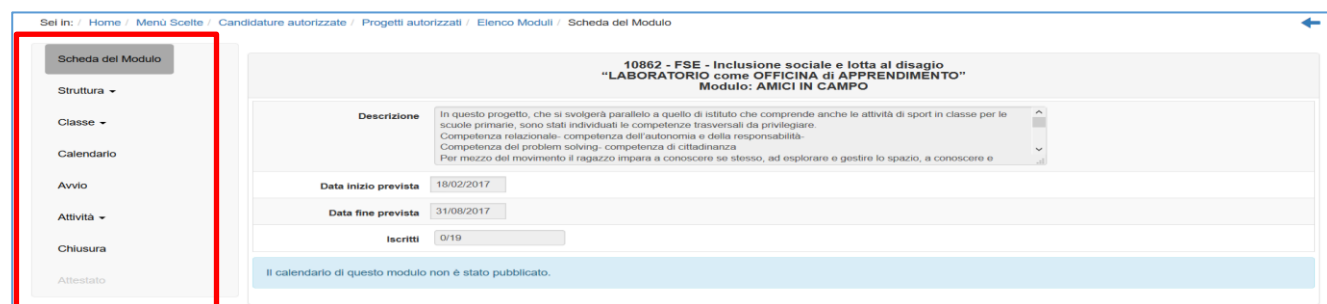 Sei in: / Home / Menù Scelte / Candidature autorizzate / Progetti autorizzati / Elenco Moduli / Scheda del Modulo
Scheda del Modulo
Struttura
Classe
Calendario
Avvio
Attività
Chiusura
Attestato
10862 - FSE - Inclusione sociale e lotta al disagio
“LABORATORIO come OFFICINA di APPRENDIMENTO”
Modulo: AMICI IN CAMPO
Descrizione
In questo progetto, che si svolgerà parallelo a quello di istituto che comprende anche le attività di sport in classe per le
scuole primarie, sono stati individuati le competenze trasversali da privilegiare.
Competenza relazionale- competenza dell'autonomia e della responsabilità-
Competenza del problem solving- competenza di cittadinanza
Per mezzo del movimento il ragazzo impara a conoscere se stesso, ad esplorare e gestire lo spazio, a conoscere e
Data inizio prevista 18/02/2017
Data fine prevista 31/08/2017
Iscritti 0/19
Il calendario di questo modulo non è stato pubblicato.